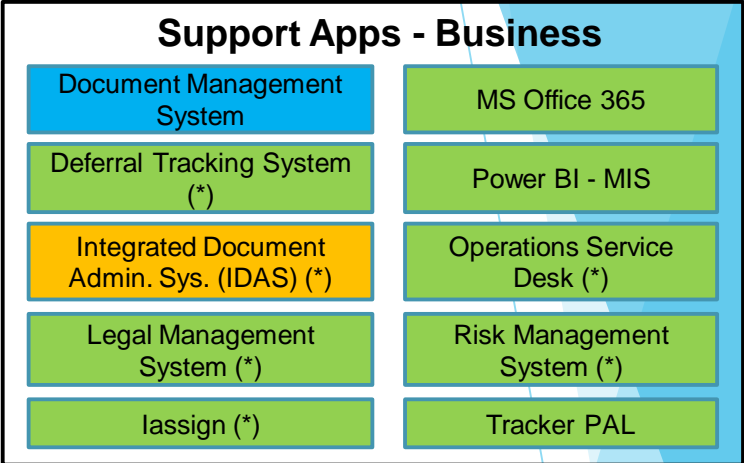 Support Apps - Business
Document Management
System
MS Office 365
Deferral Tracking System
(*)
Power BI - MIS
Integrated Document
Admin. Sys. (IDAS) (*)
Operations Service
Desk (*)
Legal Management
System (*)
Risk Management
System (*)
Iassign (*)
Tracker PAL